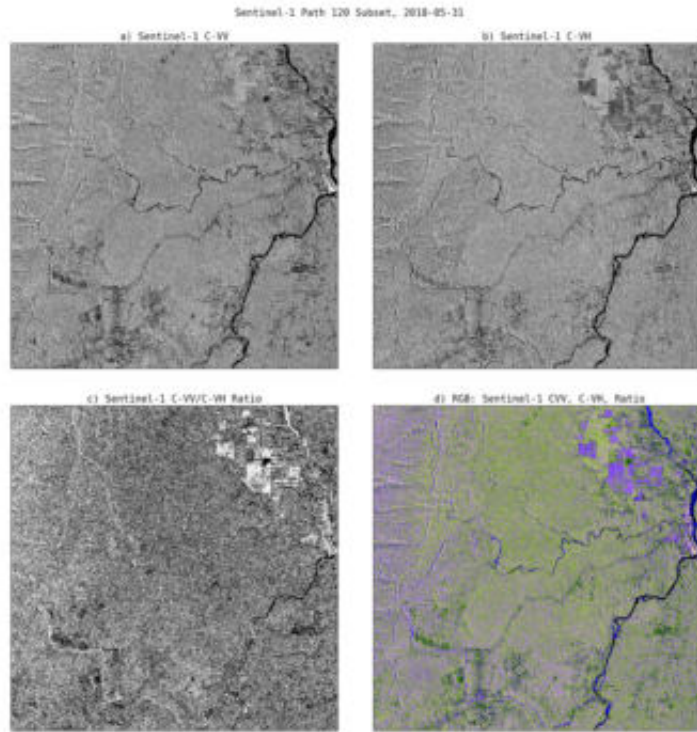 Sentinel-1 Path 120 Subset, 2018-05-31
a) Sentinel-1 C-VV
b) Sentinel-1 C-VH
c) Sentinel-1 C-VV/C-VH Ratio
d) RGB: Sentinel-1 CVV, C-VH, Ratio